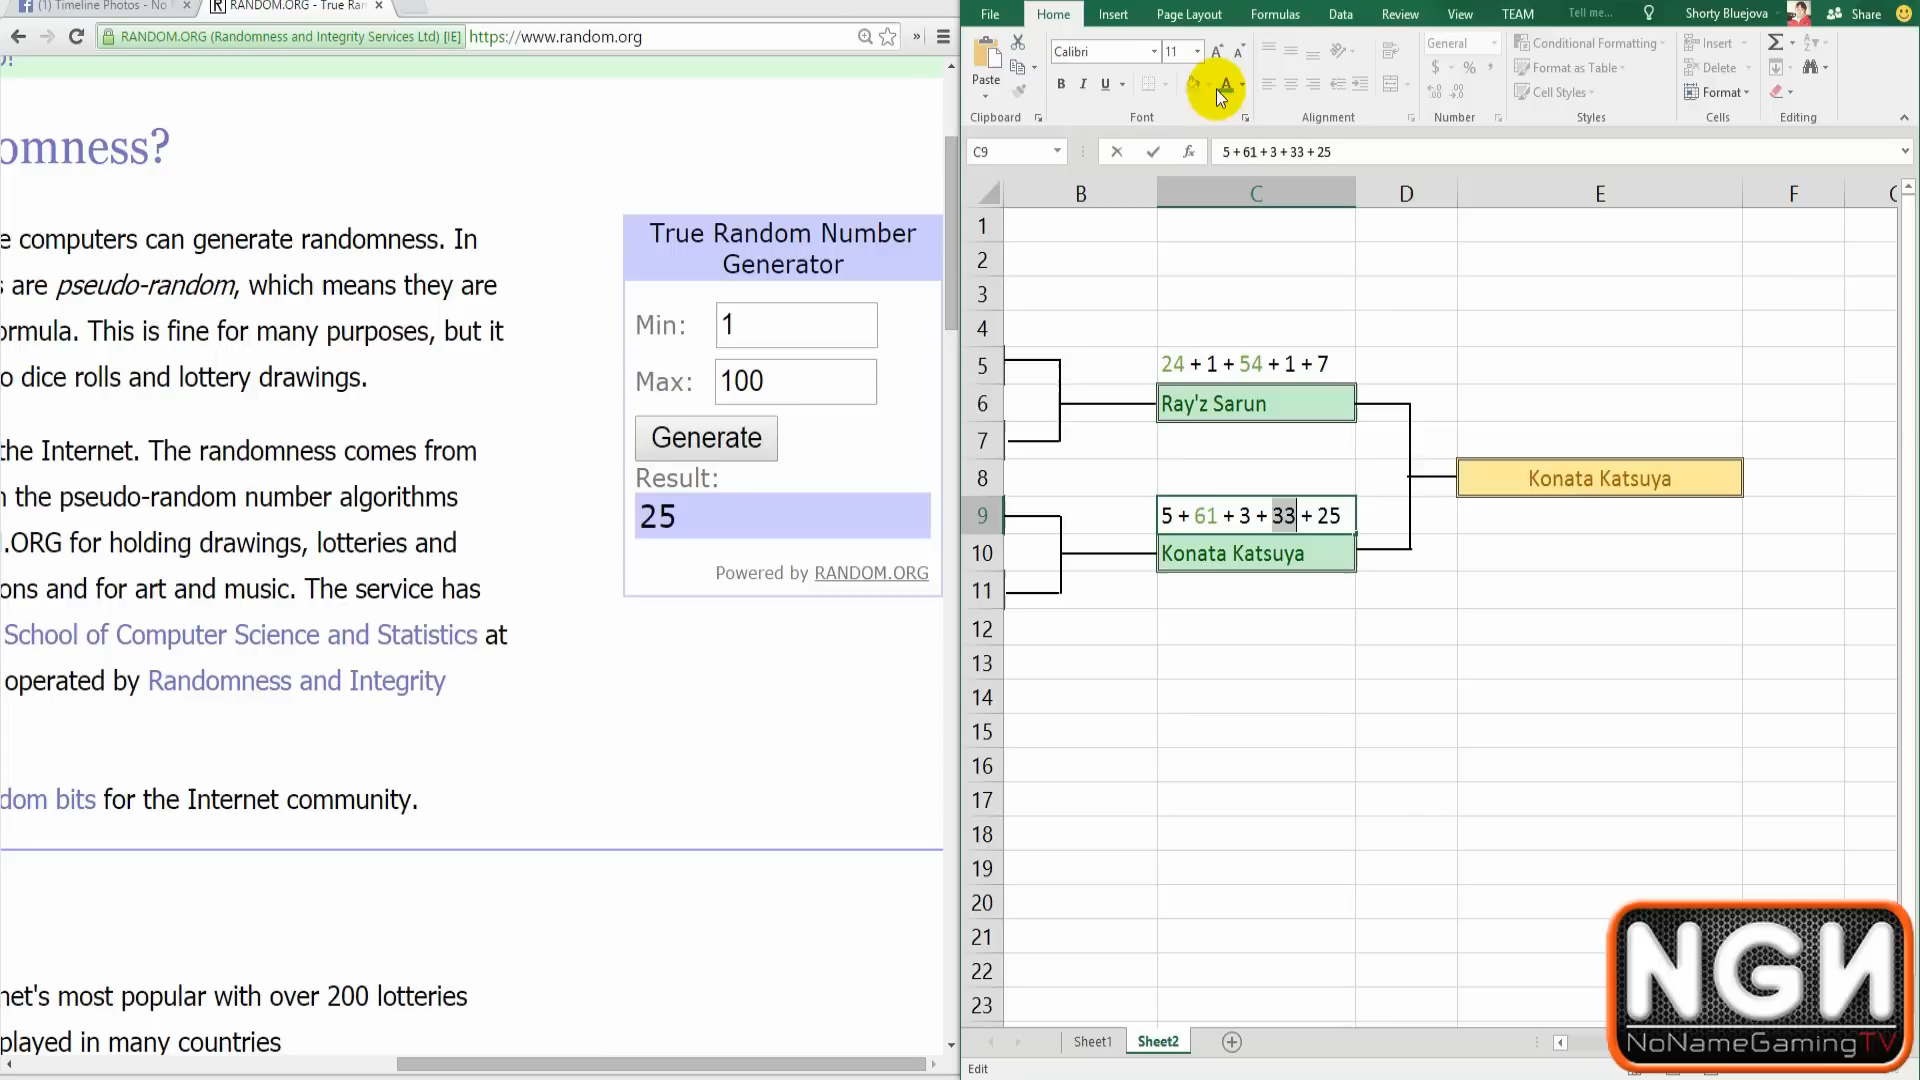 (1) Timeline Photos - No
RANDOM.ORG - True Ran
RANDOM.ORG (Randomness and Integrity Services Ltd) [IE]
https://www.random.org
»
omness?
e computers can generate randomness. In
s are pseudo-random, which means they are
ormula. This is fine for many purposes, but it
o dice rolls and lottery drawings.
the Internet. The randomness comes from
n the pseudo-random number algorithms
.ORG for holding drawings, lotteries and
ons and for art and music. The service has
School of Computer Science and Statistics at
operated by Randomness and Integrity
dom bits for the Internet community.
net's most popular with over 200 lotteries
played in many countries
True Random Number
Generator
Min: 1
Max: 100
Generate
Result:
25
Powered by RANDOM.ORG
File Home Insert Page Layout Formulas Data Review View TEAM Tell me... Shorty Bluejova Share
Paste
Calibri 11
B I U
General
$ % ,
Conditional Formatting
Format as Table
Cell Styles
Insert
Delete
Format
Clipboard Font Alignment Number Styles Cells Editing
C9 fx 5 + 61 + 3 + 33 + 25
B C D E F
1
2
3
4
5 24 + 1 + 54 + 1 + 7
6 Ray'z Sarun
7
8 Konata Katsuya
9 5 + 61 + 3 + 33 + 25
10 Konata Katsuya
11
12
13
14
15
16
17
18
19
20
21
22
23
Sheet1 Sheet2
Edit
NGN
NoNameGamingTV